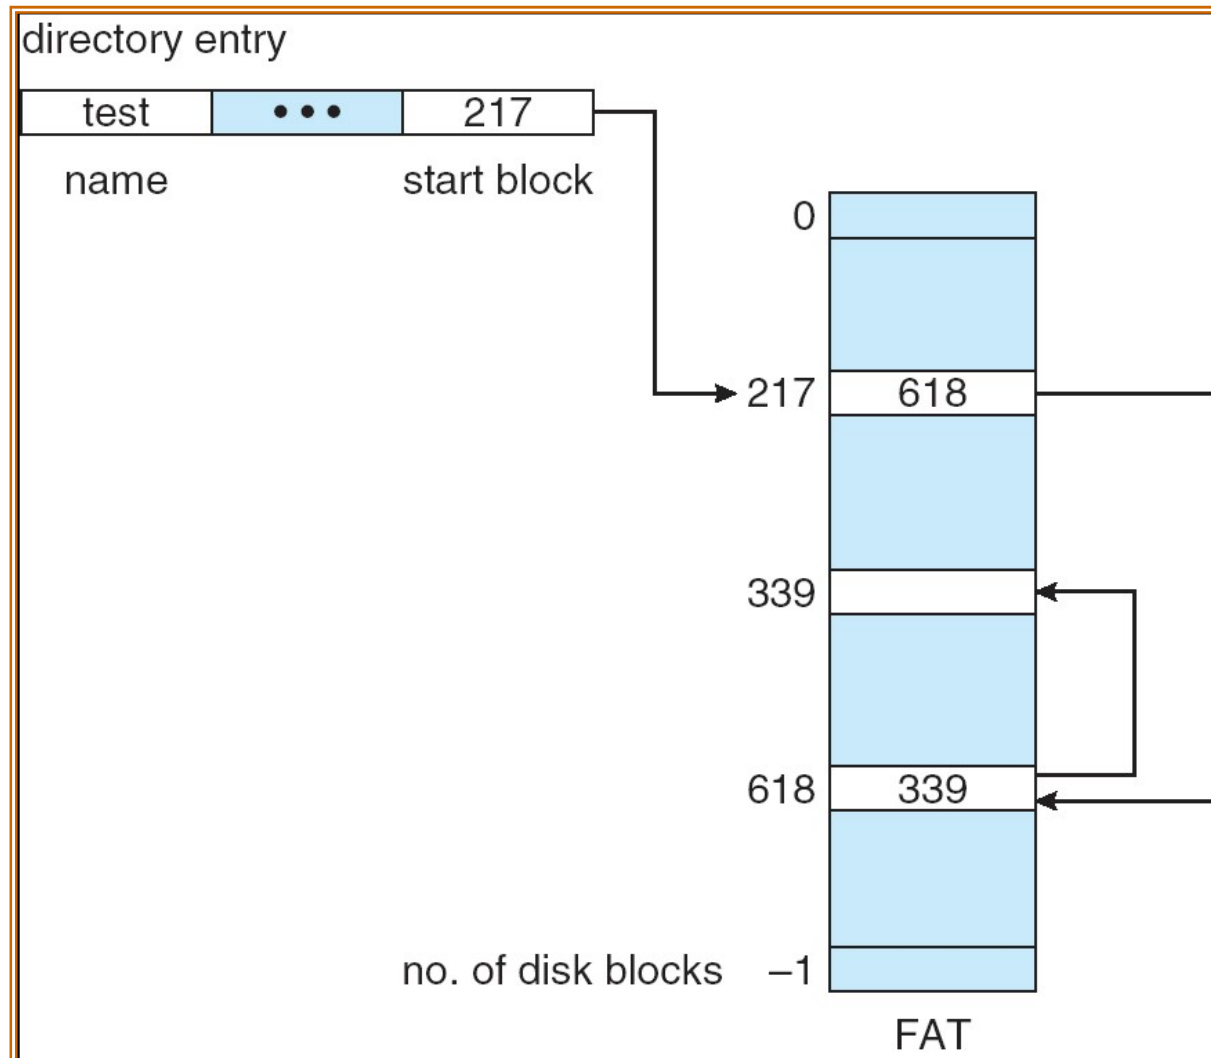 directory entry
test ••• 217
name start block
0
217 618
339
618 339
no. of disk blocks –1
FAT